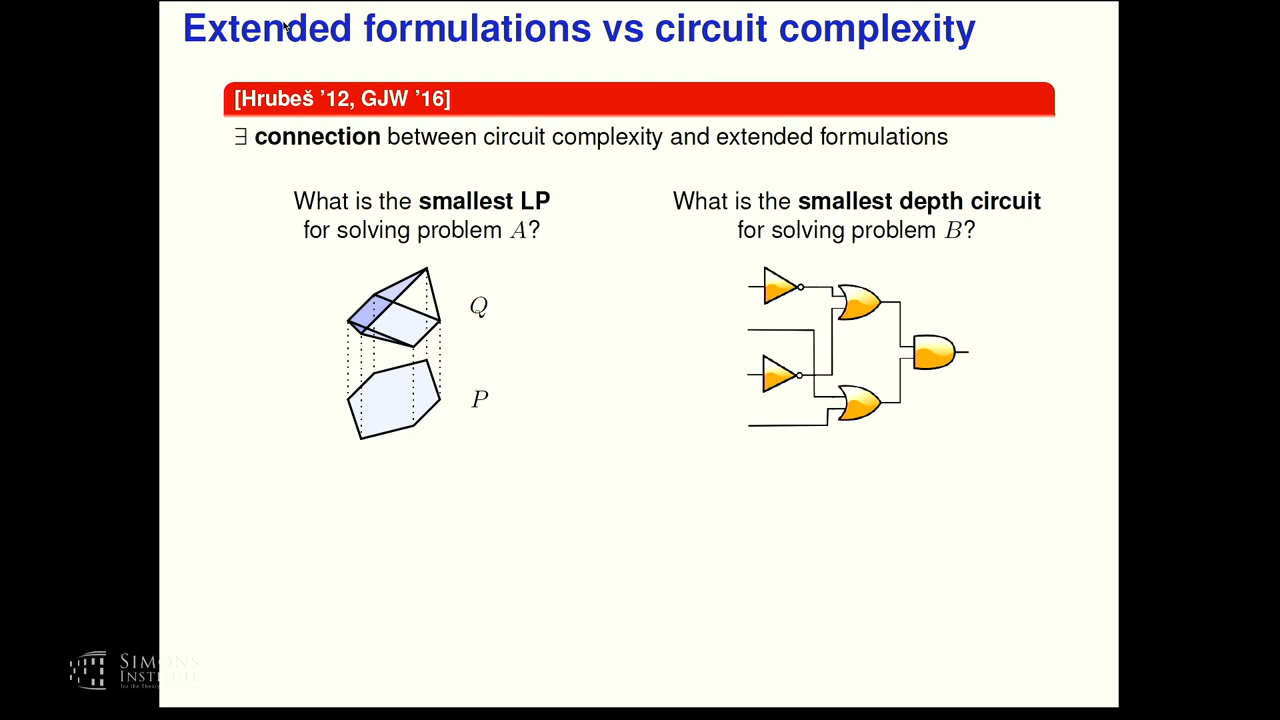 Extended formulations vs circuit complexity
[Hrubeš ’12, GJW ’16]
∃ connection between circuit complexity and extended formulations
What is the smallest LP
for solving problem A?
What is the smallest depth circuit
for solving problem B?
Q
P
SIMONS
INSTITUTE